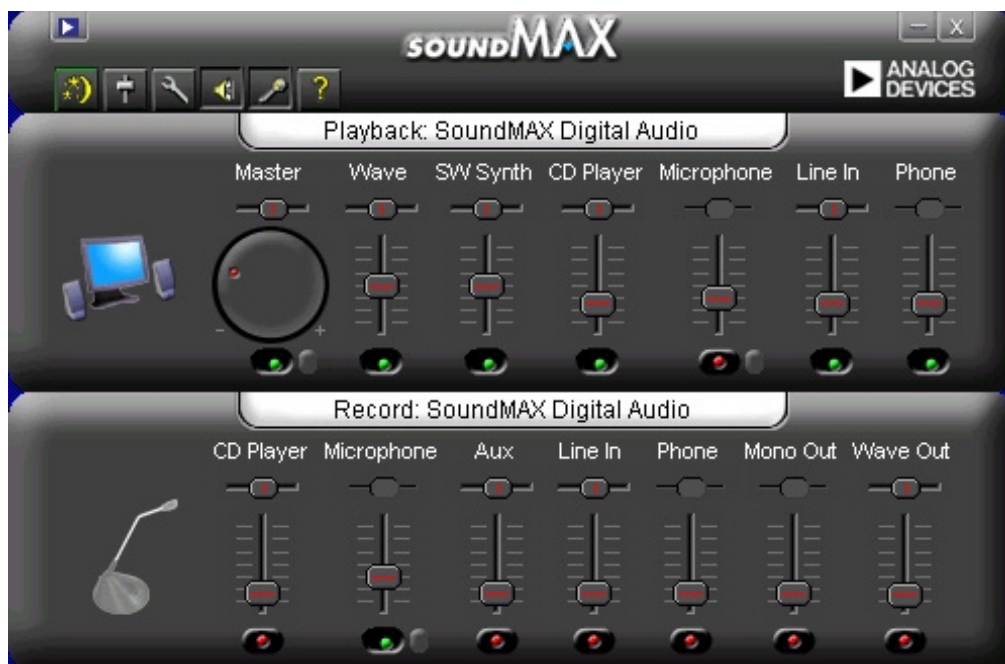 SOUNDMAX
X
?
ANALOG
DEVICES
Playback: SoundMAX Digital Audio
Master Wave SW Synth CD Player Microphone Line In Phone
- +
Record: SoundMAX Digital Audio
CD Player Microphone Aux Line In Phone Mono Out Wave Out